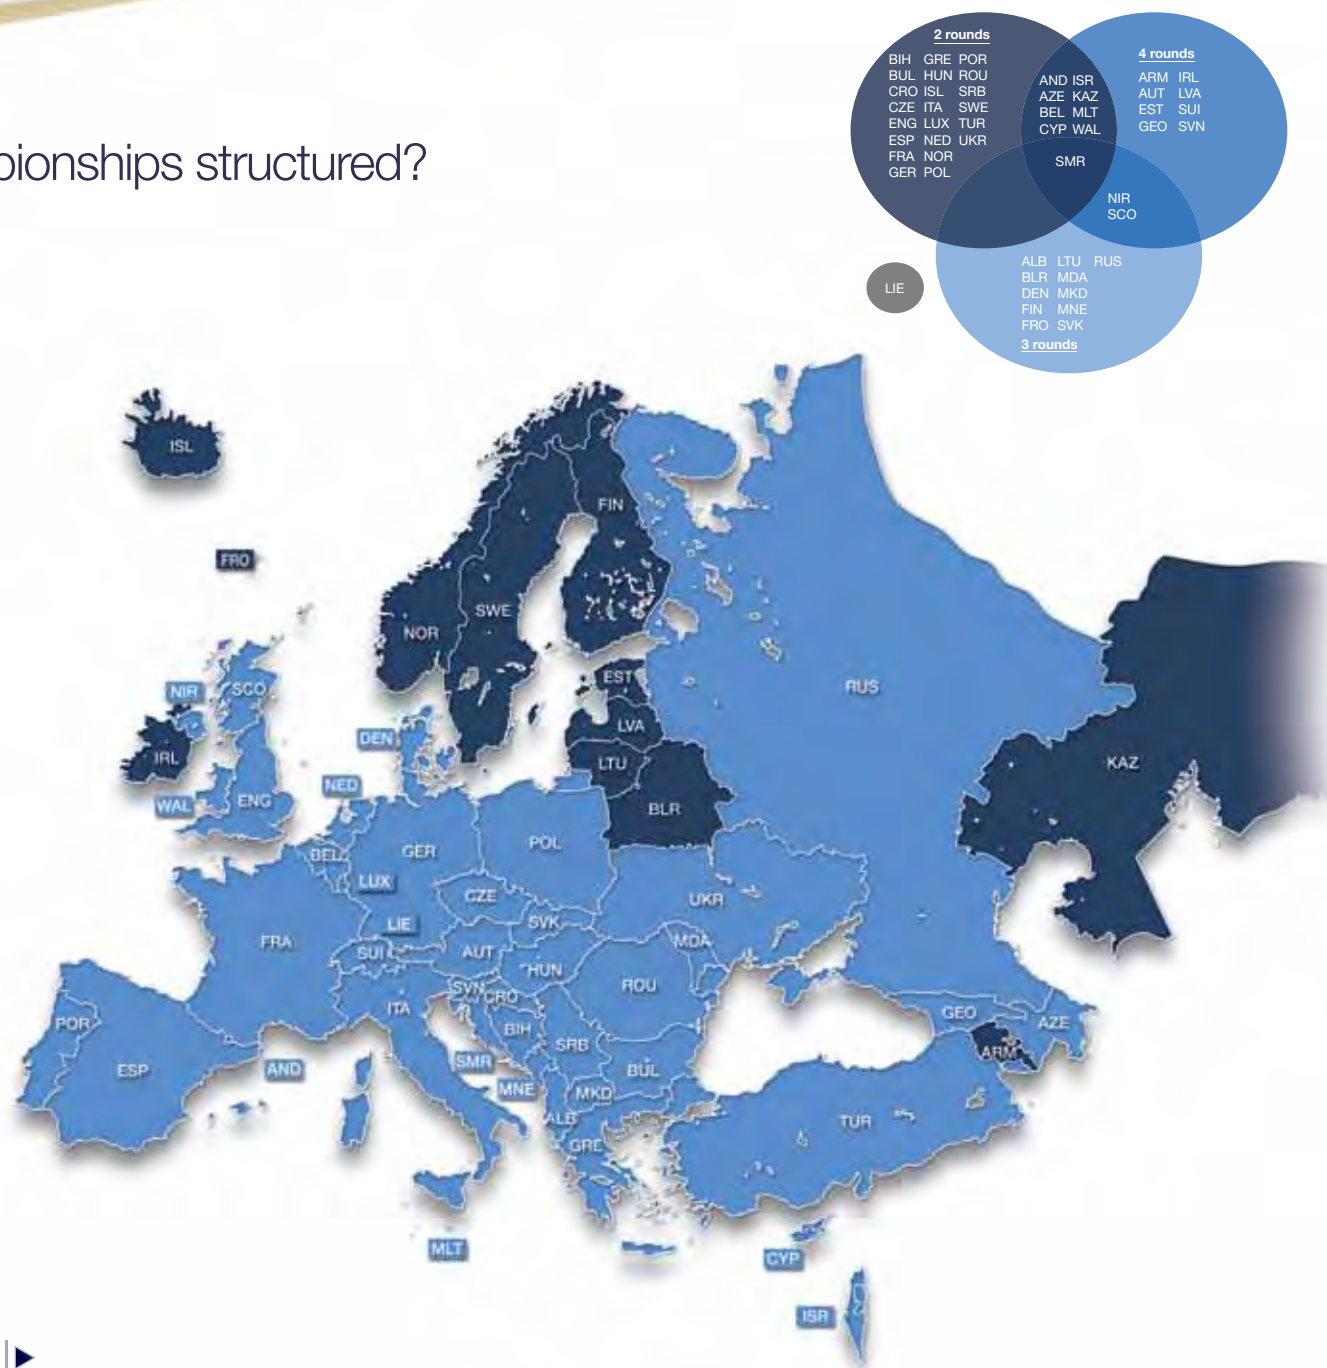 pionships structured?
2 rounds
BIH GRE POR
BUL HUN ROU
CRO ISL SRB
CZE ITA SWE
ENG LUX TUR
ESP NED UKR
FRA NOR
GER POL
AND ISR
AZE KAZ
BEL MLT
CYP WAL
4 rounds
ARM IRL
AUT LVA
EST SUI
GEO SVN
SMR
NIR
SCO
LIE
ALB LTU RUS
BLR MDA
DEN MKD
FIN MNE
FRO SVK
3 rounds
ISL
FIN
FRO
SWE
NOR
EST
RUS
NIR
SCO
LVA
DEN
IRL
LTU
KAZ
NED
WAL
ENG
BLR
BEL
GER
POL
LUX
CZE
UKR
LIE
SVK
FRA
SUI
AUT
MDA
HUN
ROU
SVN
CRO
ITA
GEO
POR
BIH
AZE
SRB
ARM
ESP
AND
SMR
BUL
MNE
MKD
ALB
TUR
GRE
MLT
CYP
ISR